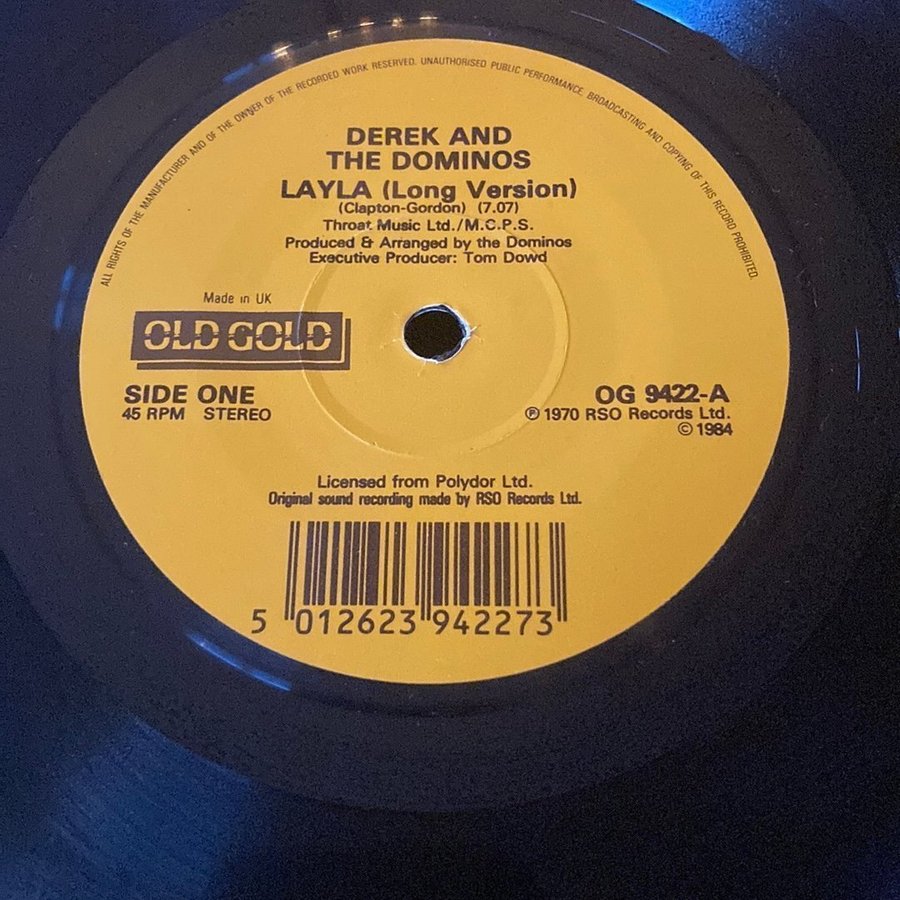 ALL RIGHTS OF THE MANUFACTURER AND OF THE OWNER OF THE RECORDED WORK RESERVED. UNAUTHORISED PUBLIC PERFORMANCE, BROADCASTING AND COPYING OF THIS RECORD PROHIBITED.
DEREK AND
THE DOMINOS
LAYLA (Long Version)
(Clapton-Gordon) (7.07)
Throat Music Ltd./M.C.P.S.
Produced & Arranged by the Dominos
Executive Producer: Tom Dowd
Made in UK
OLD GOLD
SIDE ONE
45 RPM STEREO
OG 9422-A
℗ 1970 RSO Records Ltd.
© 1984
Licensed from Polydor Ltd.
Original sound recording made by RSO Records Ltd.
5 012623 942273